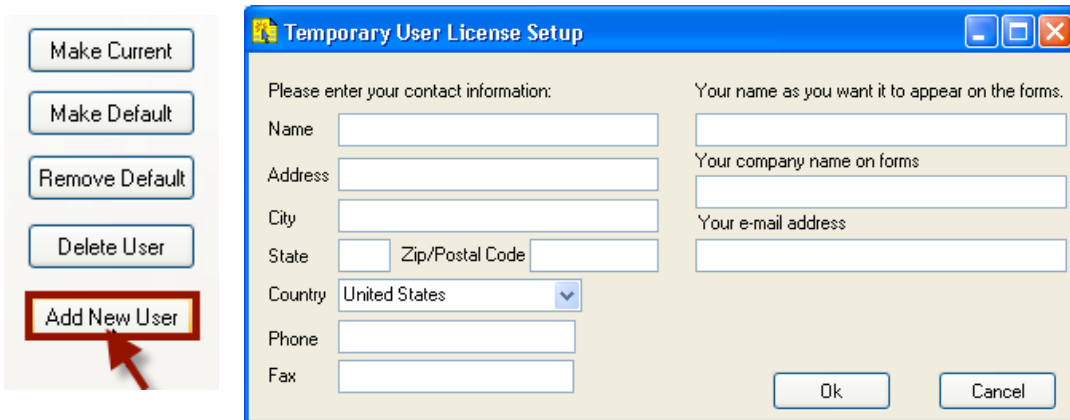 Make Current
Make Default
Remove Default
Delete User
Add New User
Temporary User License Setup
Please enter your contact information:
Name
Address
City
State Zip/Postal Code
Country United States
Phone
Fax
Your name as you want it to appear on the forms.
Your company name on forms
Your e-mail address
Ok Cancel